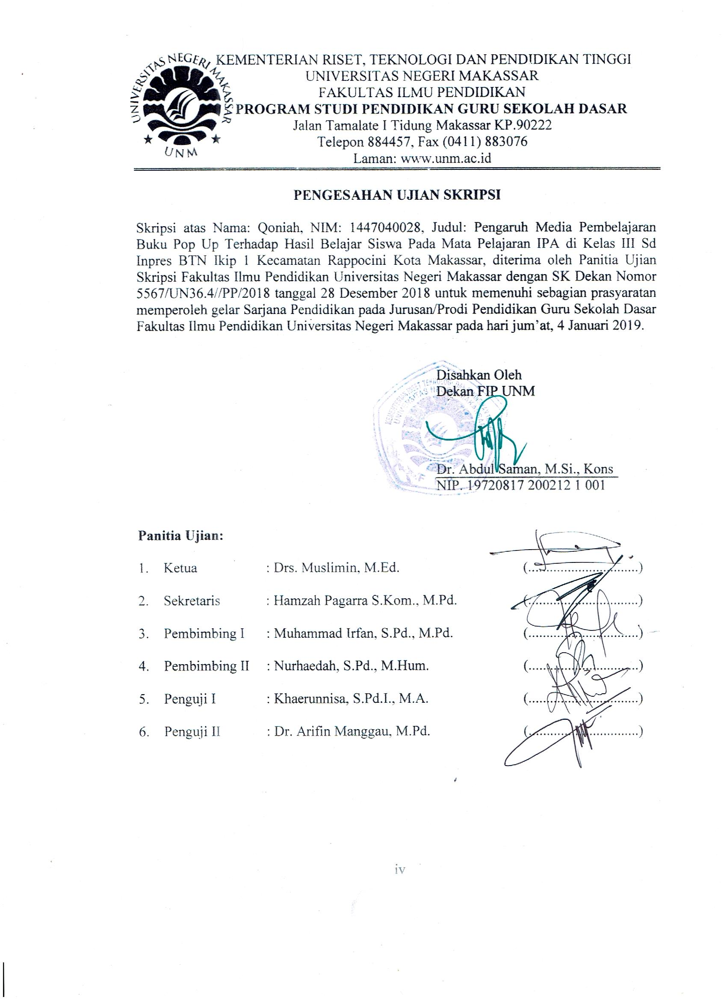 UNIVERSITAS NEGERI MAKASSAR
UNM
KEMENTERIAN RISET, TEKNOLOGI DAN PENDIDIKAN TINGGI
UNIVERSITAS NEGERI MAKASSAR
FAKULTAS ILMU PENDIDIKAN
PROGRAM STUDI PENDIDIKAN GURU SEKOLAH DASAR
Jalan Tamalate I Tidung Makassar KP.90222
Telepon 884457, Fax (0411) 883076
Laman: www.unm.ac.id
PENGESAHAN UJIAN SKRIPSI
Skripsi atas Nama: Qoniah, NIM: 1447040028, Judul: Pengaruh Media Pembelajaran
Buku Pop Up Terhadap Hasil Belajar Siswa Pada Mata Pelajaran IPA di Kelas III Sd
Inpres BTN Ikip 1 Kecamatan Rappocini Kota Makassar, diterima oleh Panitia Ujian
Skripsi Fakultas Ilmu Pendidikan Universitas Negeri Makassar dengan SK Dekan Nomor
5567/UN36.4//PP/2018 tanggal 28 Desember 2018 untuk memenuhi sebagian prasyaratan
memperoleh gelar Sarjana Pendidikan pada Jurusan/Prodi Pendidikan Guru Sekolah Dasar
Fakultas Ilmu Pendidikan Universitas Negeri Makassar pada hari jum'at, 4 Januari 2019.
Disahkan Oleh
Dekan FIP UNM
Dr. Abdul Saman, M.Si., Kons
NIP. 19720817 200212 1 001
Panitia Ujian:
1. Ketua : Drs. Muslimin, M.Ed. (................................)
2. Sekretaris : Hamzah Pagarra S.Kom., M.Pd. (................................)
3. Pembimbing I : Muhammad Irfan, S.Pd., M.Pd. (................................)
4. Pembimbing II : Nurhaedah, S.Pd., M.Hum. (................................)
5. Penguji I : Khaerunnisa, S.Pd.I., M.A. (................................)
6. Penguji II : Dr. Arifin Manggau, M.Pd. (................................)
iv